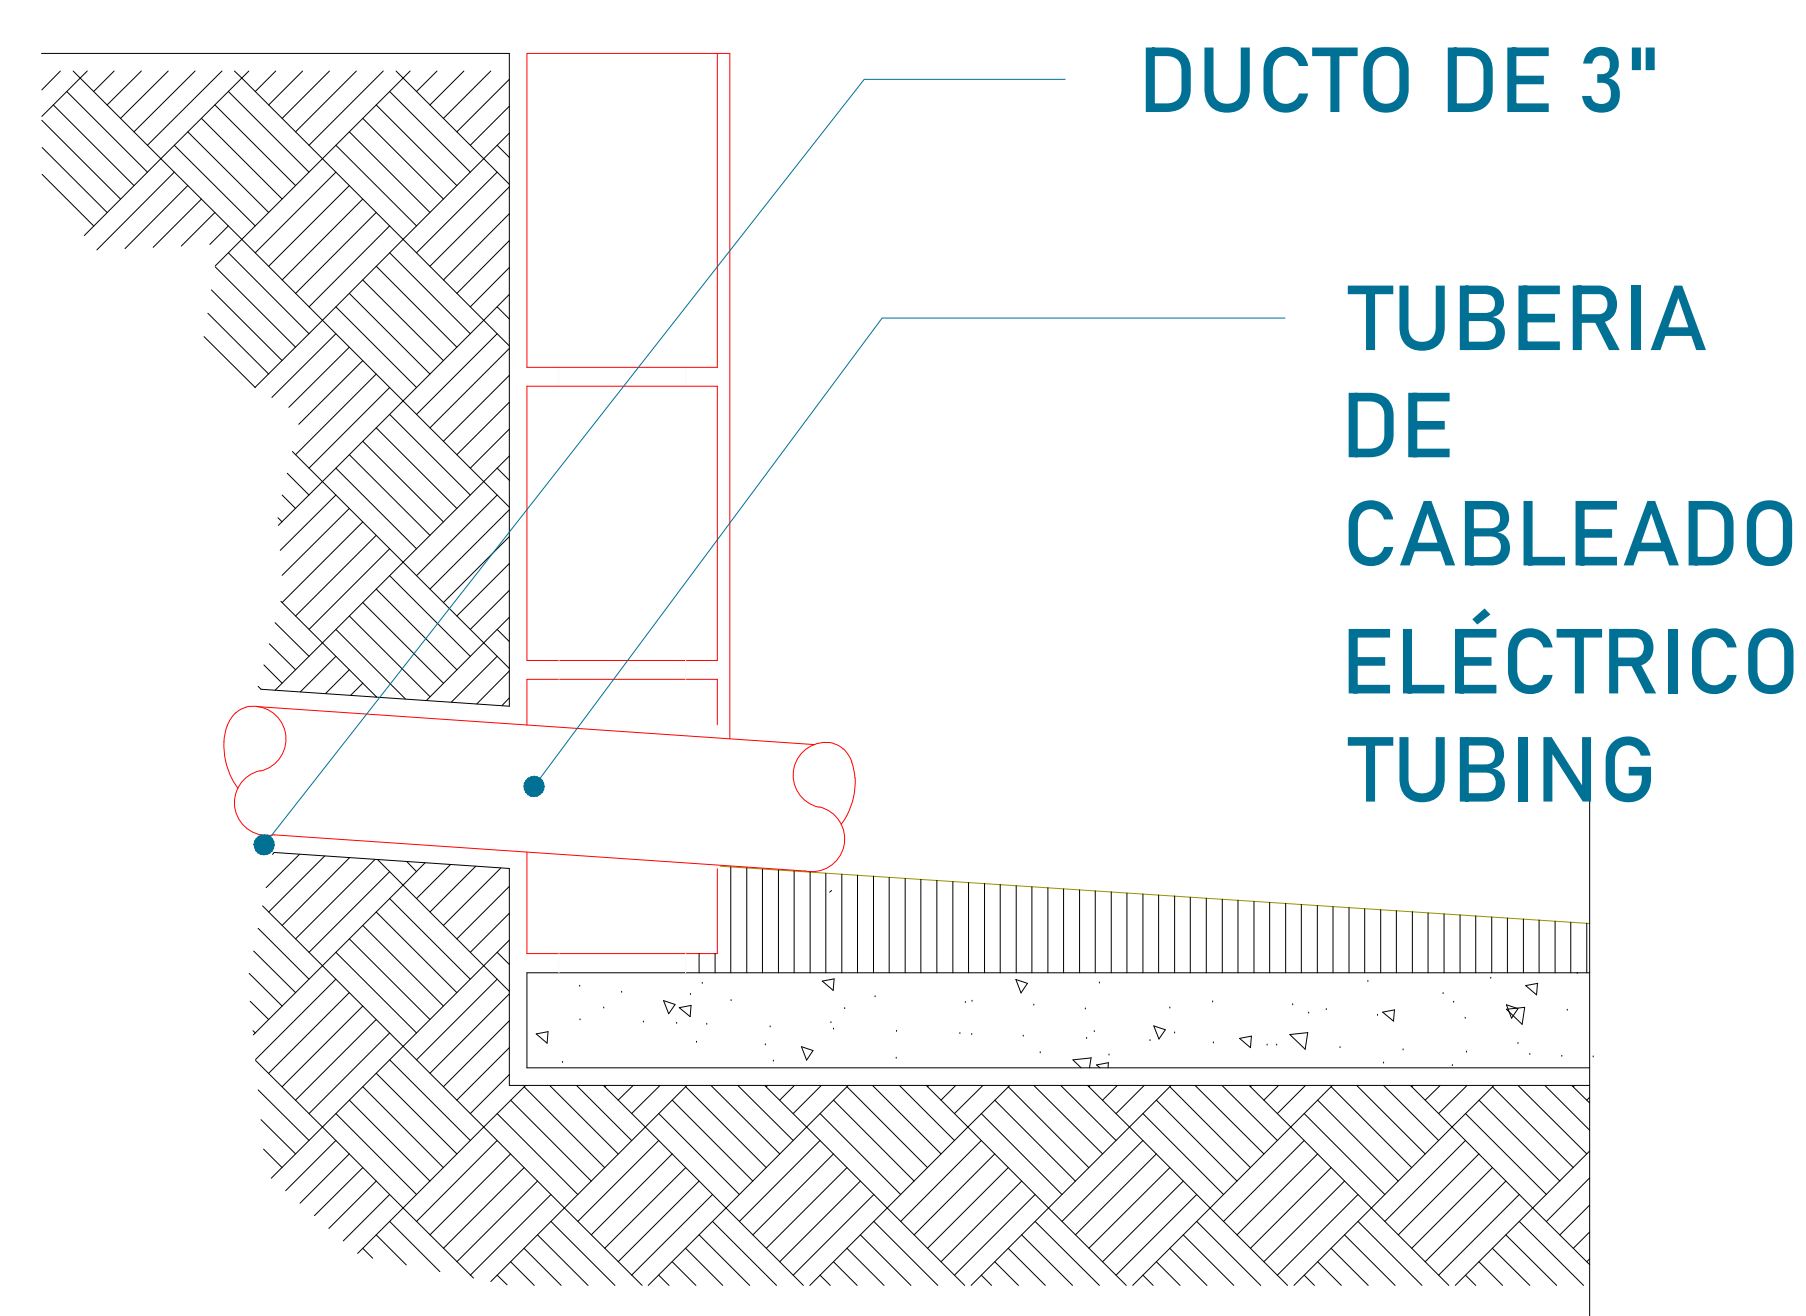 DUCTO DE 3"
TUBERIA
DE
CABLEADO
ELÉCTRICO
TUBING